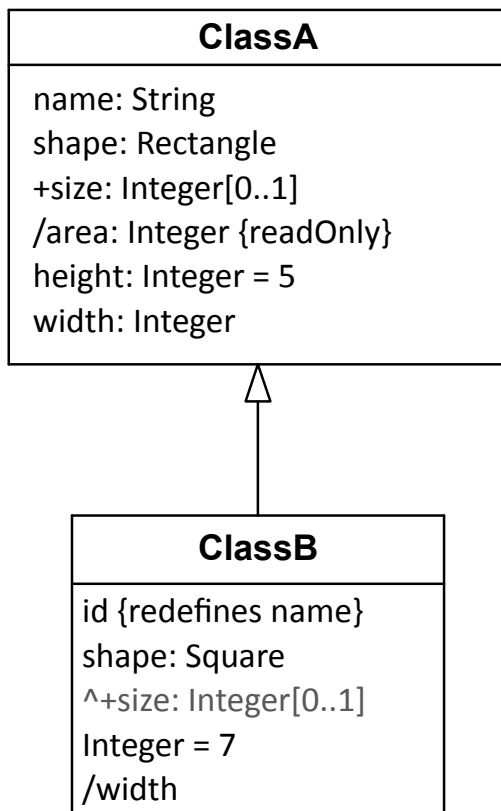 ClassA
name: String
shape: Rectangle
+size: Integer[0..1]
/area: Integer {readOnly}
height: Integer = 5
width: Integer
ClassB
id {redefines name}
shape: Square
^+size: Integer[0..1]
Integer = 7
/width